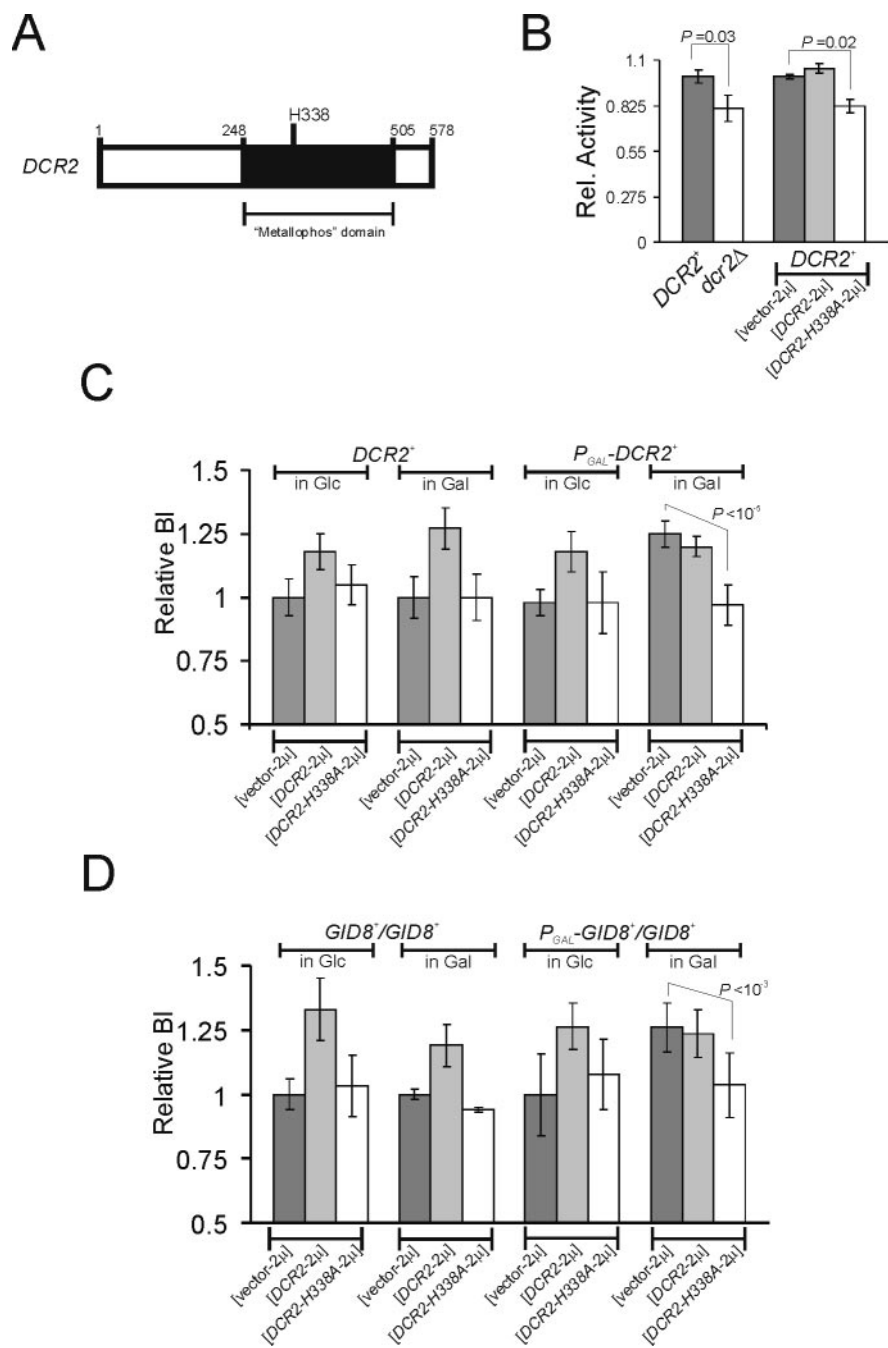 A
H338
1 248 505 578
DCR2
"Metallophos" domain
B
P =0.03 P =0.02
1.1
0.825
0.55
0.275
0
Rel. Activity
DCR2⁺ dcr2Δ
DCR2⁺
[vector-2μ]
[DCR2-2μ]
[DCR2-H338A-2μ]
C
DCR2⁺ P_GAL-DCR2⁺
in Glc in Gal in Glc in Gal
P <10⁻⁵
1.5
1.25
1
0.75
0.5
Relative BI
[vector-2μ] [DCR2-2μ] [DCR2-H338A-2μ] [vector-2μ] [DCR2-2μ] [DCR2-H338A-2μ] [vector-2μ] [DCR2-2μ] [DCR2-H338A-2μ] [vector-2μ] [DCR2-2μ] [DCR2-H338A-2μ]
D
GID8⁺/GID8⁺ P_GAL-GID8⁺/GID8⁺
in Glc in Gal in Glc in Gal
P <10⁻³
1.5
1.25
1
0.75
0.5
Relative BI
[vector-2μ] [DCR2-2μ] [DCR2-H338A-2μ] [vector-2μ] [DCR2-2μ] [DCR2-H338A-2μ] [vector-2μ] [DCR2-2μ] [DCR2-H338A-2μ] [vector-2μ] [DCR2-2μ] [DCR2-H338A-2μ]